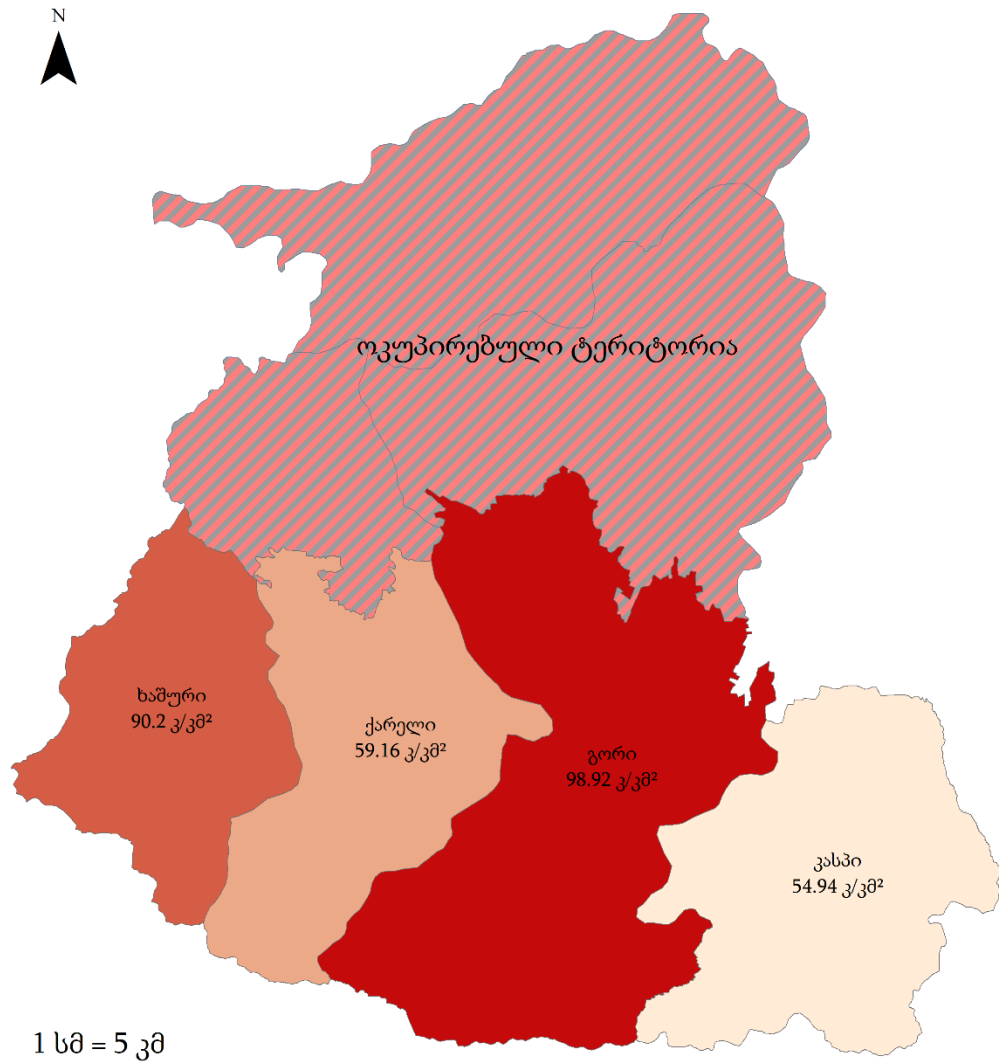 N
ოკუპირებული ტერიტორია
ხაშური
90.2 კ/კმ²
ქარელი
59.16 კ/კმ²
გორი
98.92 კ/კმ²
კასპი
54.94 კ/კმ²
1 სმ = 5 კმ